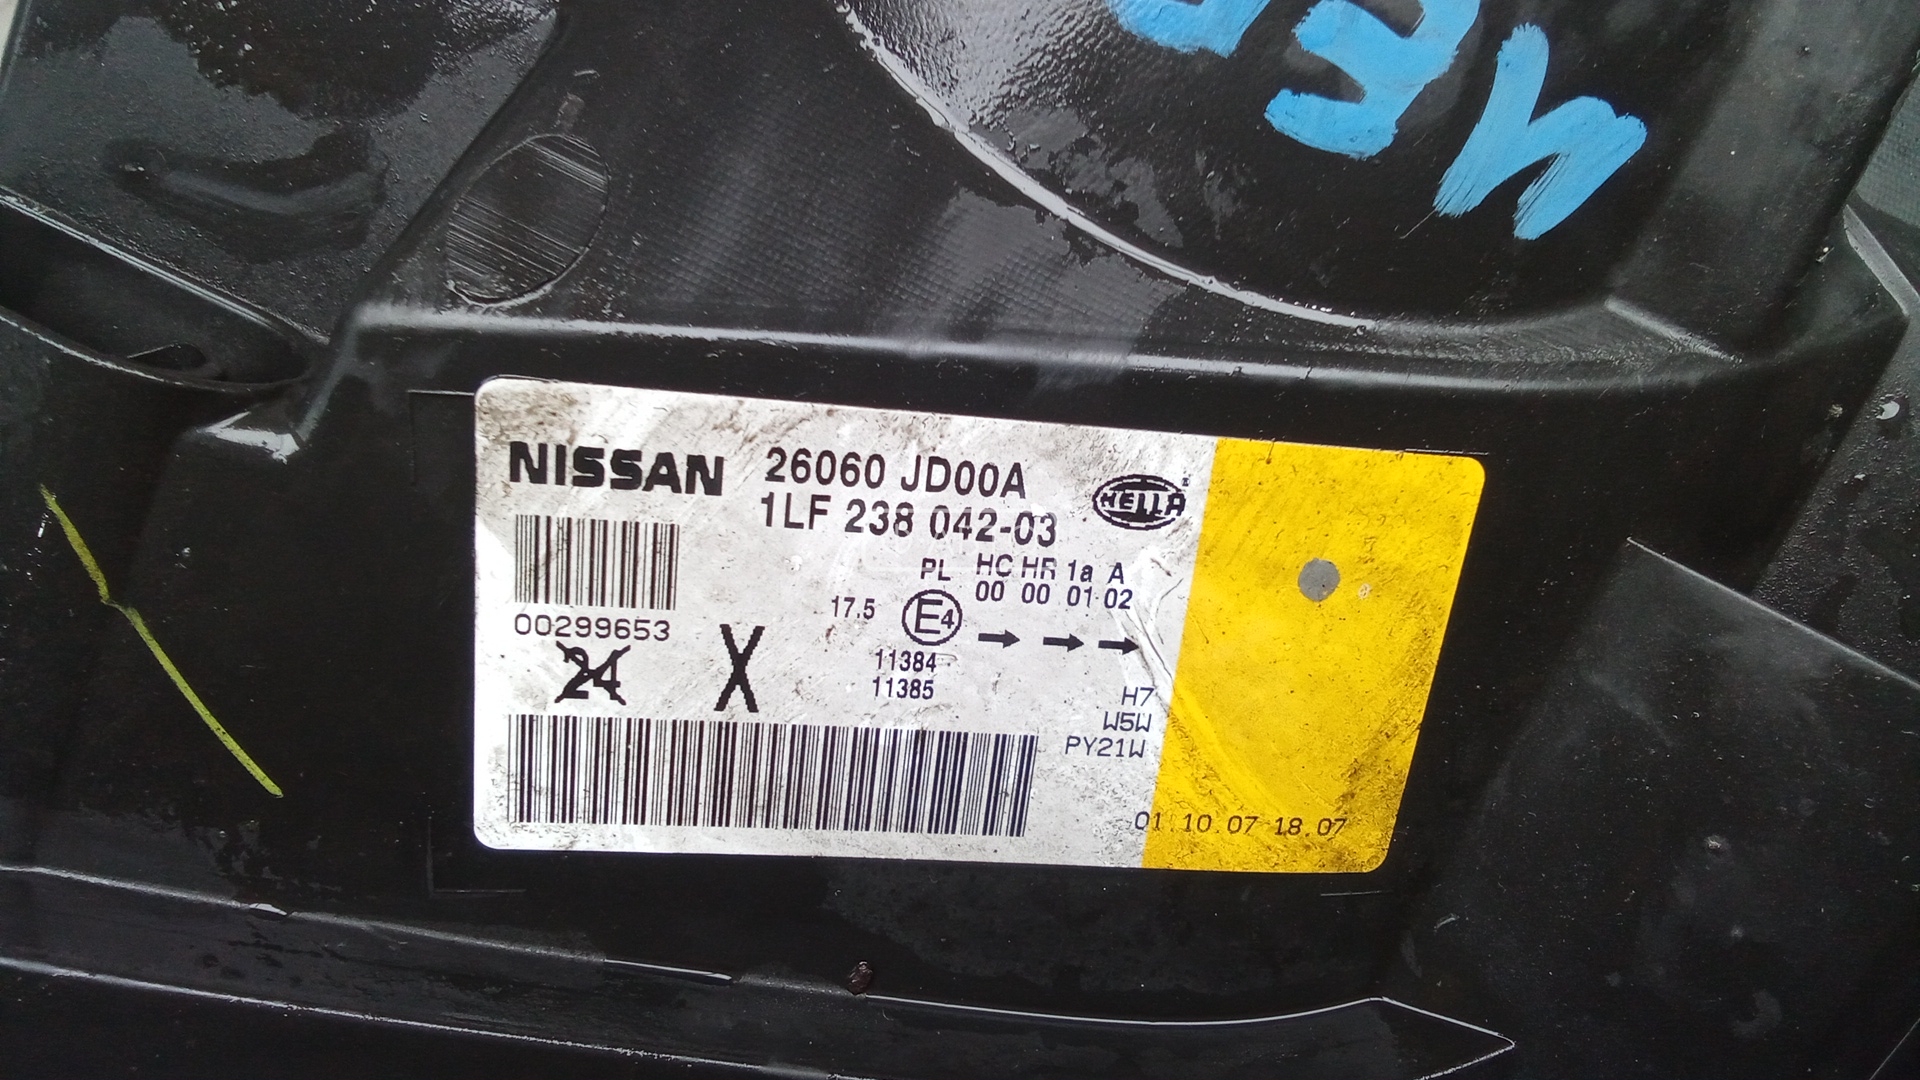 NISSAN
26060 JD00A
1LF 238 042-03
HELLA
PL HC HR 1a A
00 00 01 02
17.5 E4
00299653
24
X
11384
11385
H7
W5W
PY21W
01.10.07 18.07